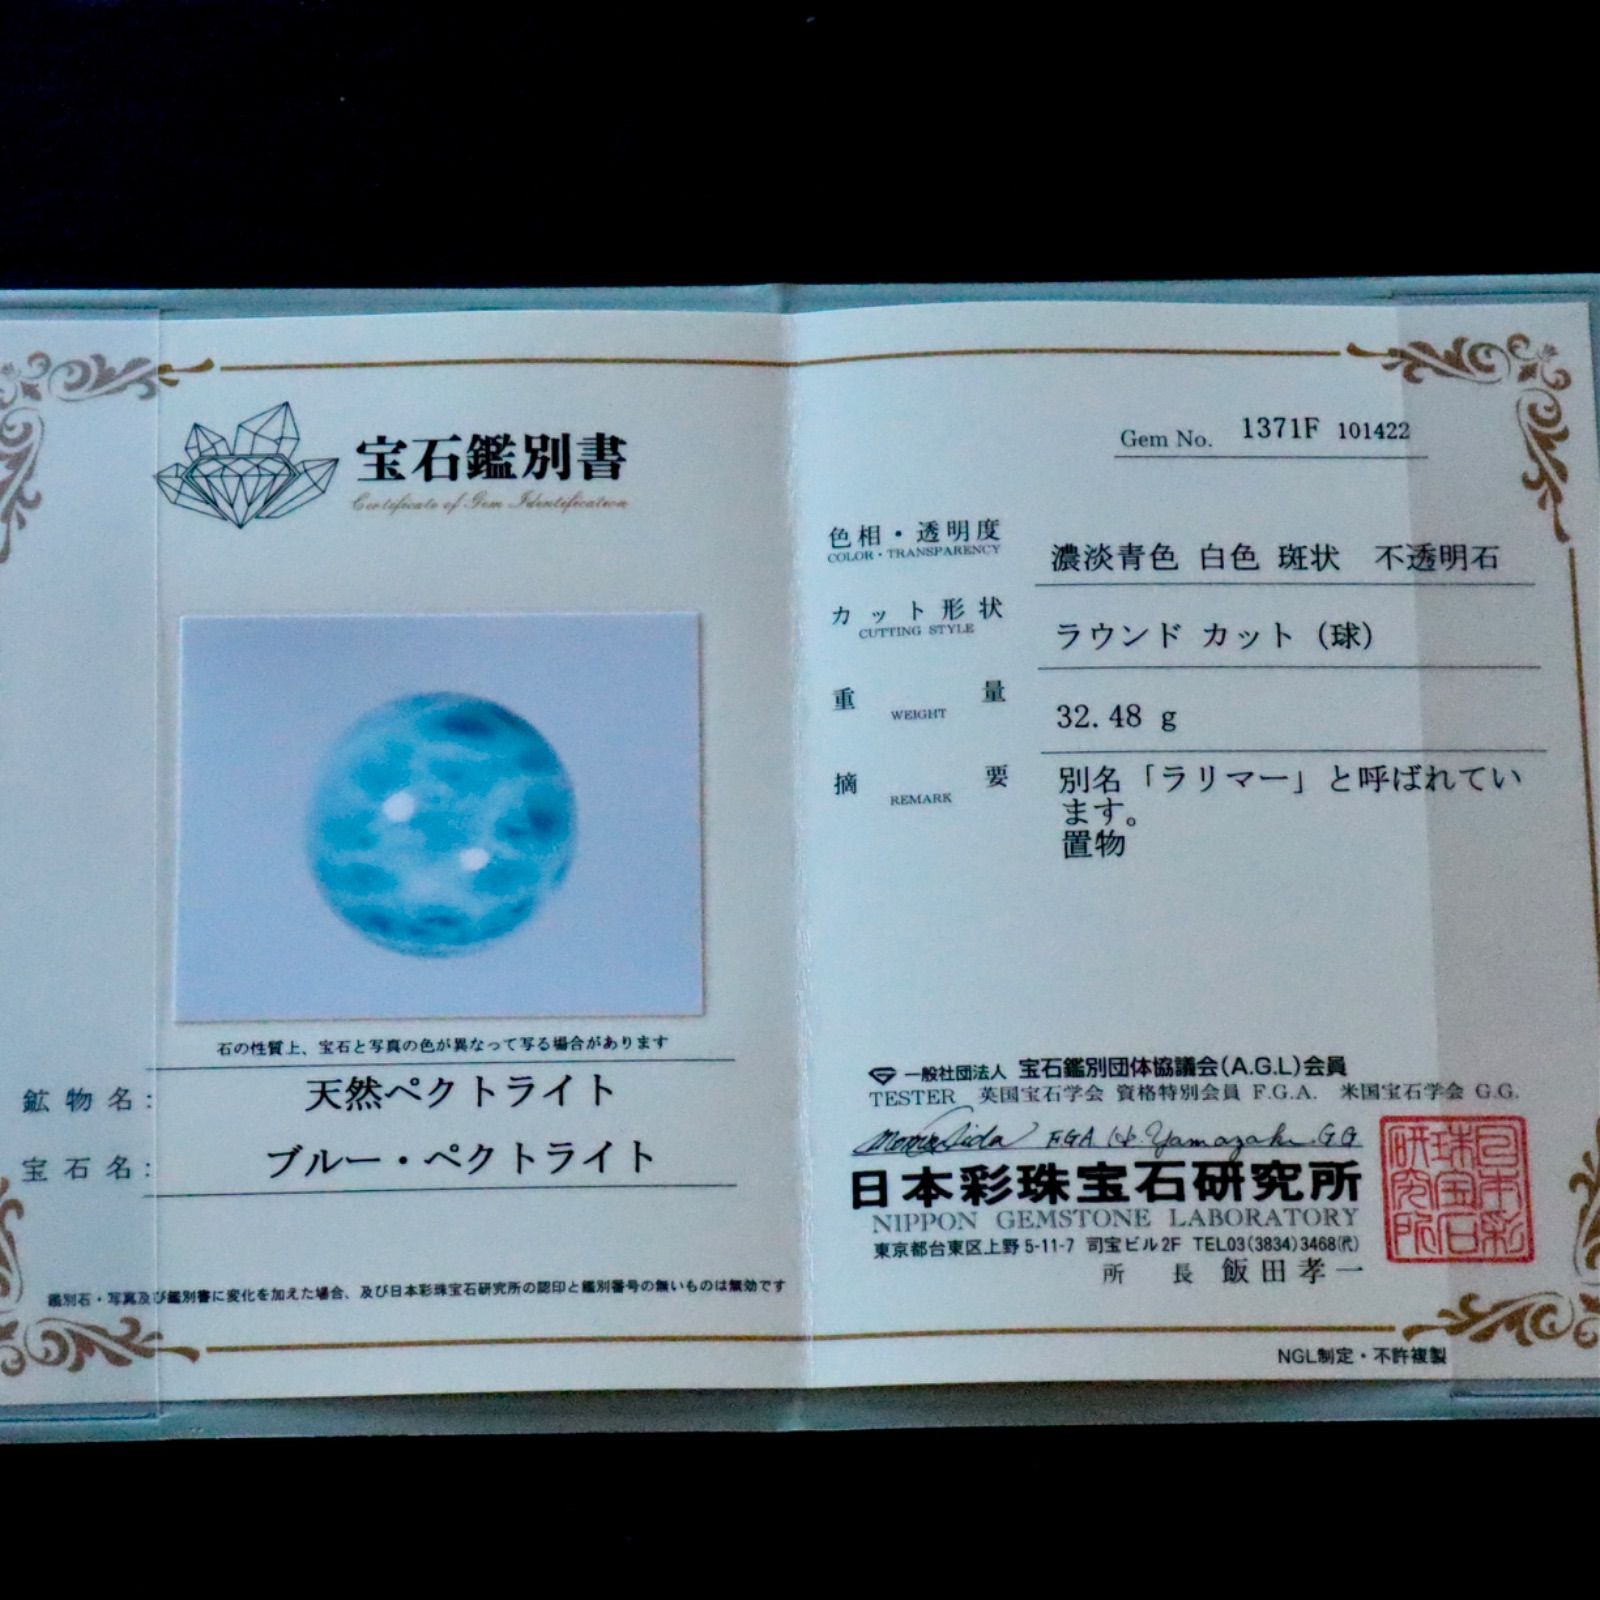 宝石鑑別書
Certificate of Gem Identification
石の性質上、宝石と写真の色が異なって写る場合があります
鉱物名: 天然ペクトライト
宝石名: ブルー・ペクトライト
鑑別石・写真及び鑑別書に変化を加えた場合、及び日本彩珠宝石研究所の認印と鑑別番号の無いものは無効です
Gem No. 1371F 101422
色相・透明度 濃淡青色 白色 斑状 不透明石
COLOR・TRANSPARENCY
カット形状 ラウンド カット (球)
CUTTING STYLE
重量 32.48 g
WEIGHT
摘要 別名「ラリマー」と呼ばれてい
REMARK
ます。
置物
一般社団法人 宝石鑑別団体協議会(A.G.L)会員
TESTER 英国宝石学会 資格特別会員 F.G.A. 米国宝石学会 G.G.
F.G.A. H. Yamazaki G.G
日本彩珠宝石研究所
NIPPON GEMSTONE LABORATORY
東京都台東区上野5-11-7 司宝ビル2F TEL03(3834)3468(代)
所長 飯田孝一
日本彩珠宝石研究所
NGL制定・不許複製